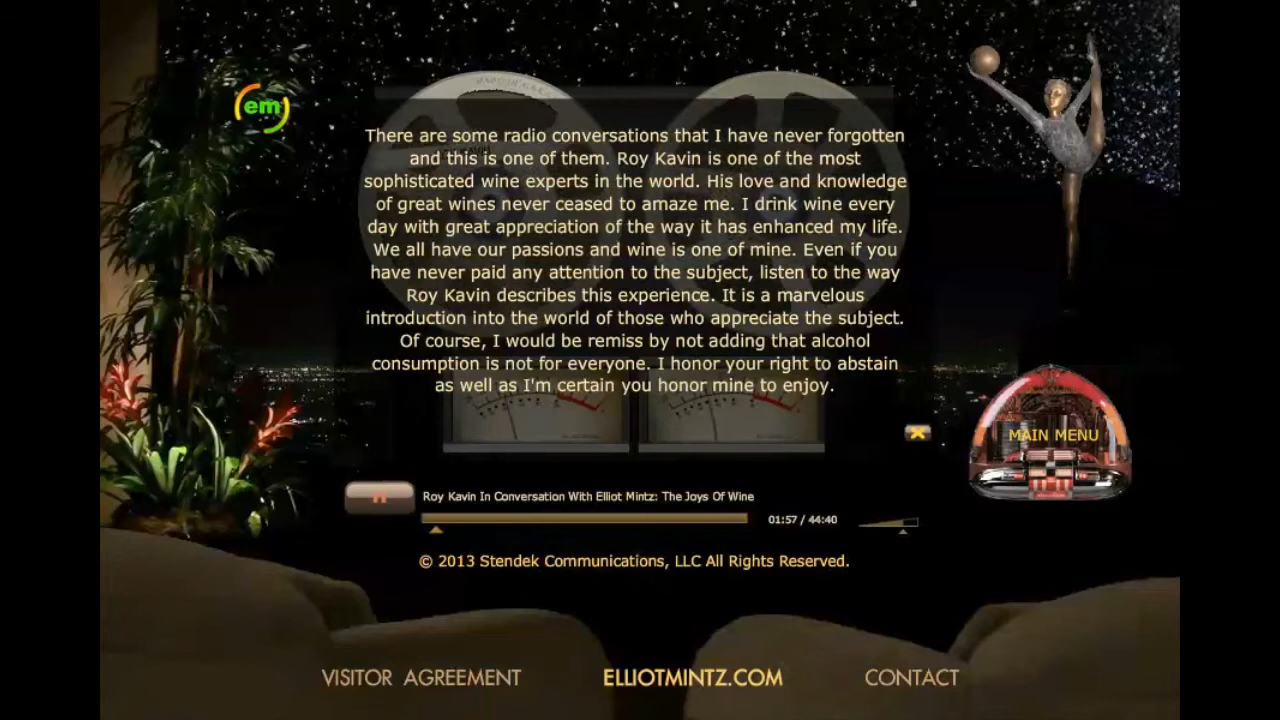 em
There are some radio conversations that I have never forgotten
and this is one of them. Roy Kavin is one of the most
sophisticated wine experts in the world. His love and knowledge
of great wines never ceased to amaze me. I drink wine every
day with great appreciation of the way it has enhanced my life.
We all have our passions and wine is one of mine. Even if you
have never paid any attention to the subject, listen to the way
Roy Kavin describes this experience. It is a marvelous
introduction into the world of those who appreciate the subject.
Of course, I would be remiss by not adding that alcohol
consumption is not for everyone. I honor your right to abstain
as well as I'm certain you honor mine to enjoy.
MAIN MENU
Roy Kavin In Conversation With Elliot Mintz: The Joys Of Wine
01:57 / 44:40
© 2013 Stendek Communications, LLC All Rights Reserved.
VISITOR AGREEMENT
ELLIOTMINTZ.COM
CONTACT